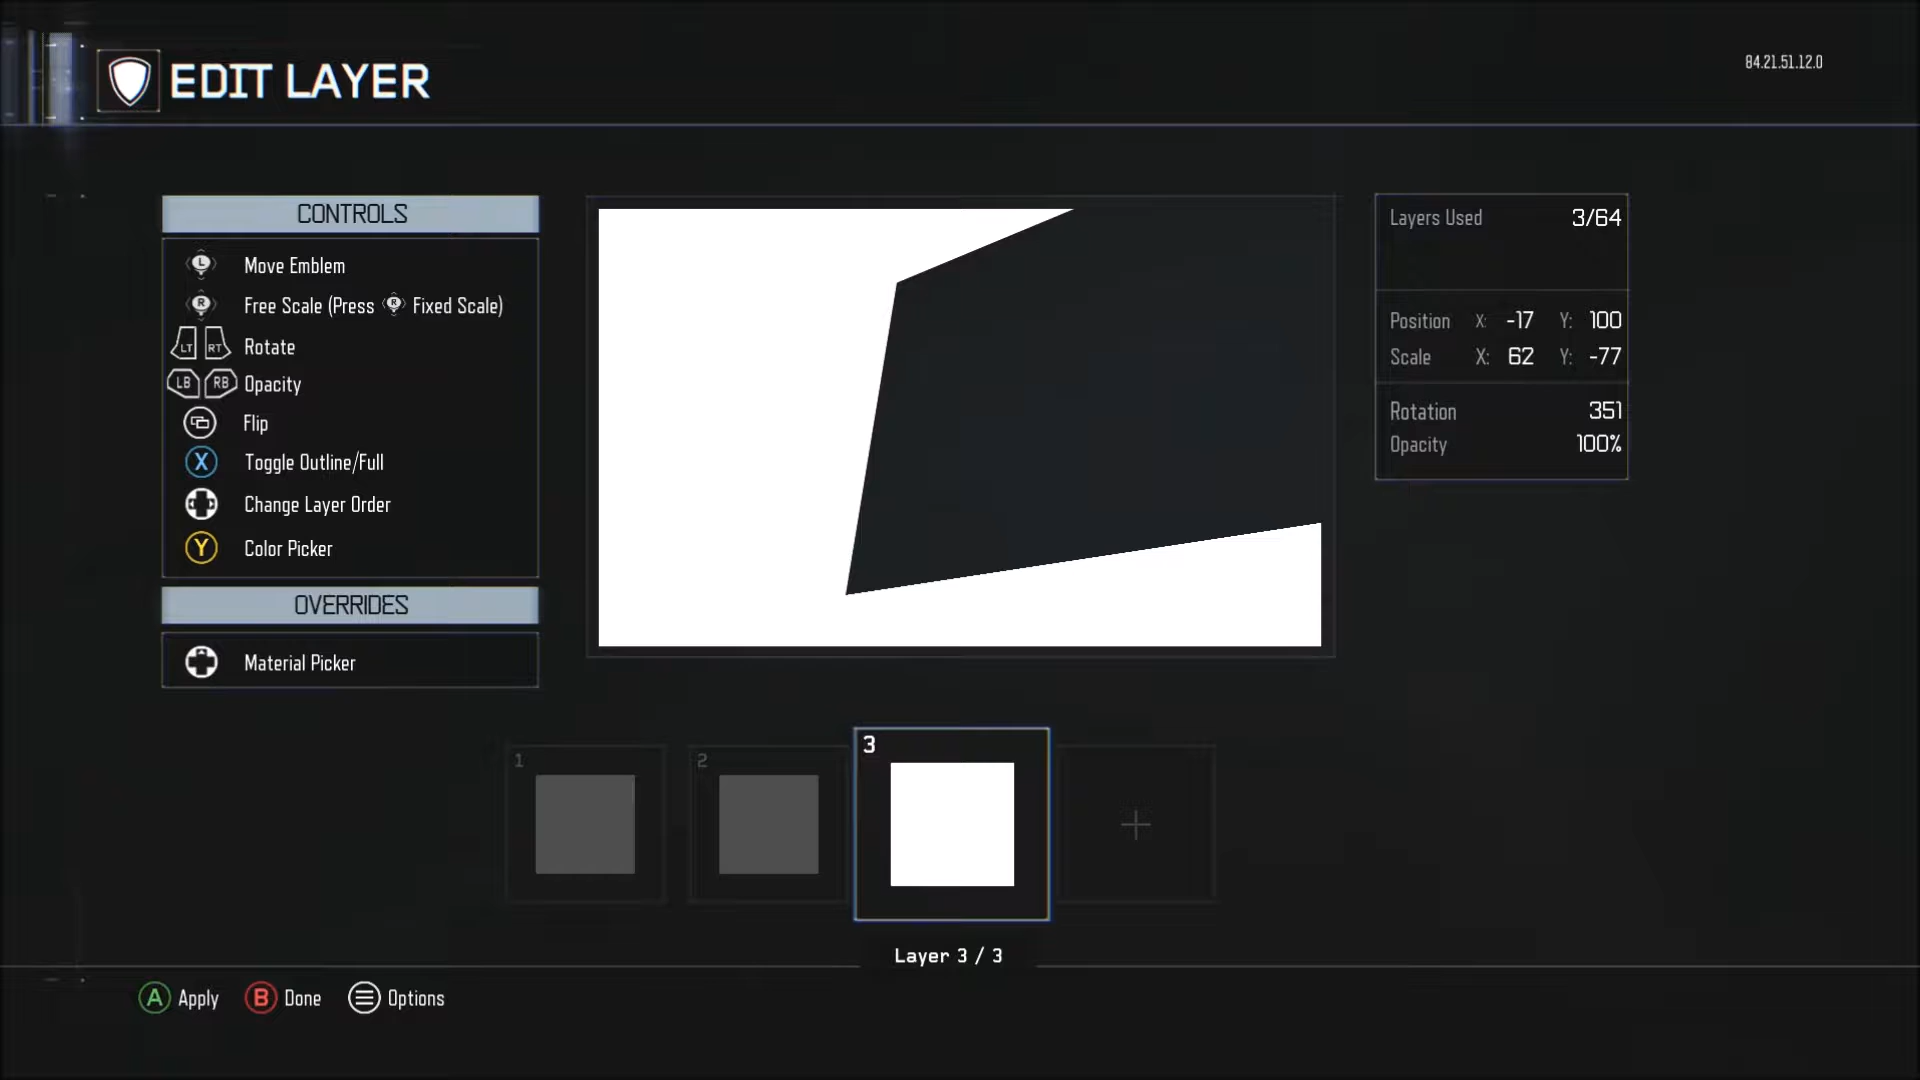 EDIT LAYER
84.21.51.12.0
CONTROLS
L Move Emblem
R Free Scale (Press R Fixed Scale)
LT RT Rotate
LB RB Opacity
Flip
X Toggle Outline/Full
Change Layer Order
Y Color Picker
OVERRIDES
Material Picker
Layers Used 3/64
Position X: -17 Y: 100
Scale X: 62 Y: -77
Rotation 351
Opacity 100%
1 2 3
Layer 3 / 3
A Apply B Done Options